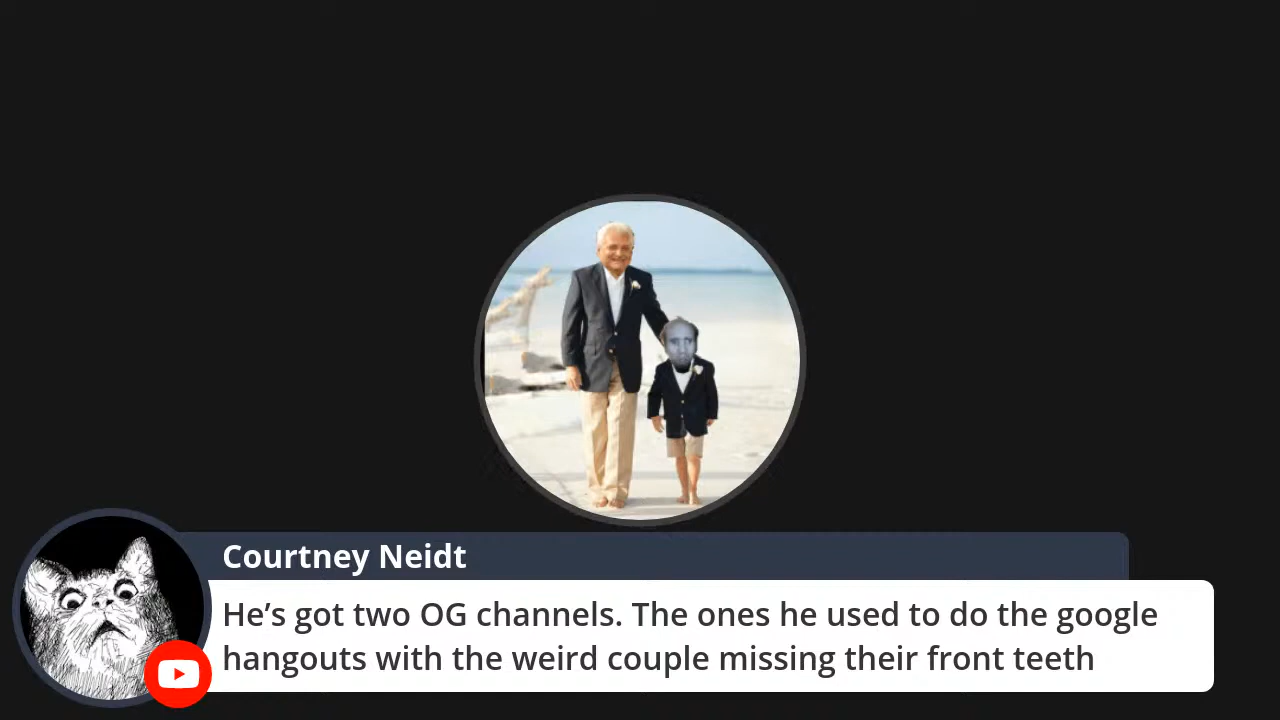 Courtney Neidt
He’s got two OG channels. The ones he used to do the google
hangouts with the weird couple missing their front teeth